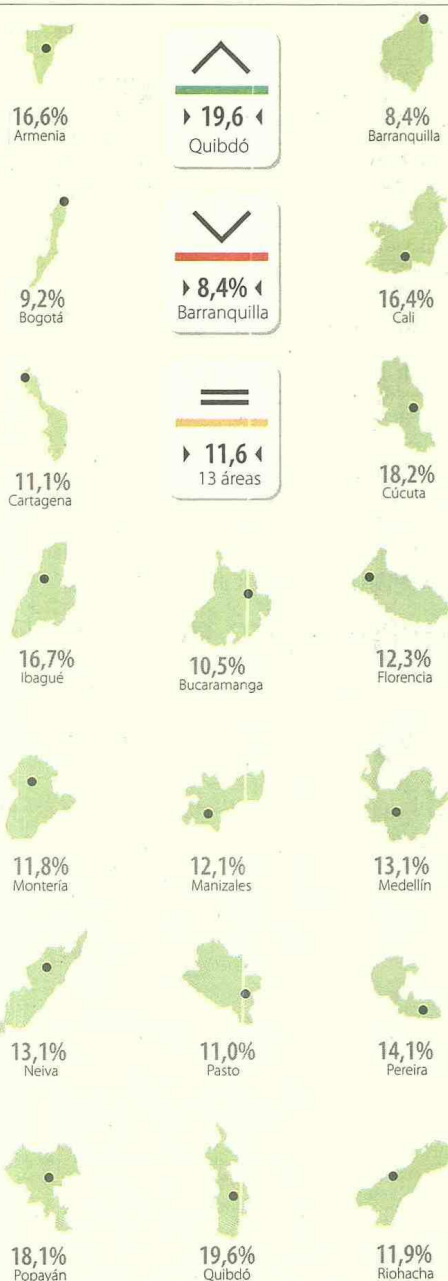 16,6%
Armenia
19,6
Quibdó
8,4%
Barranquilla
9,2%
Bogotá
8,4%
Barranquilla
16,4%
Cali
11,1%
Cartagena
11,6
13 áreas
18,2%
Cúcuta
16,7%
Ibagué
10,5%
Bucaramanga
12,3%
Florencia
11,8%
Montería
12,1%
Manizales
13,1%
Medellín
13,1%
Neiva
11,0%
Pasto
14,1%
Pereira
18,1%
Popayán
19,6%
Quibdó
11,9%
Riohacha